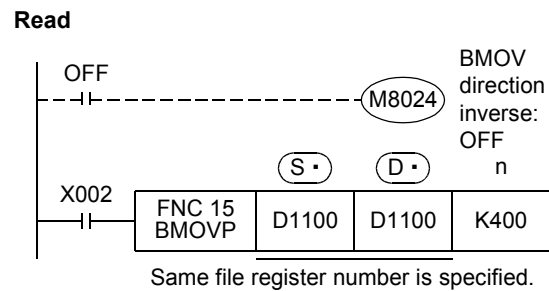 Read
OFF
M8024
BMOV
direction
inverse:
OFF
S・
D・
n
X002
FNC 15
BMOVP
D1100
D1100
K400
Same file register number is specified.